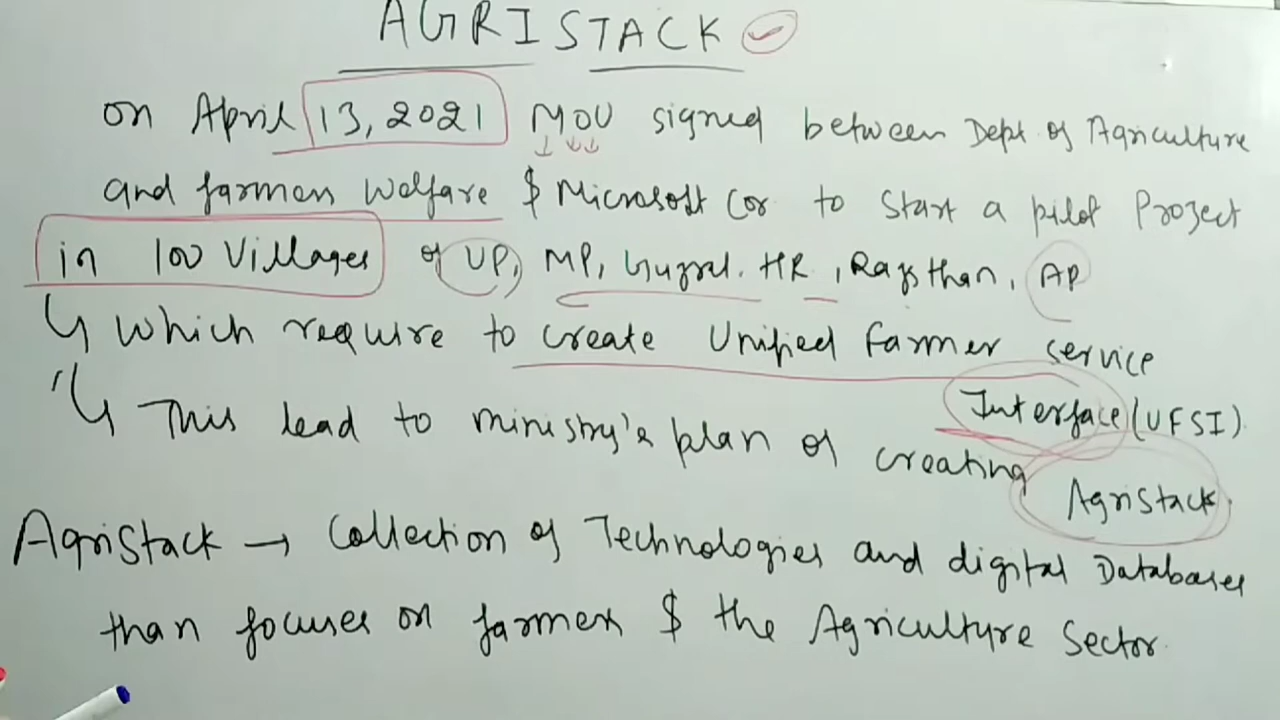 AGRISTACK
on April 13, 2021 MOU signed between Dept. of Agriculture
and farmers Welfare & Microsoft Cor to start a pilot Project
in 100 Villages of UP, MP, Gujrat. HR, Rajsthan, AP
↳ Which require to create Unified Farmer service
Interface (UFSI).
↳ This lead to ministry's plan of creating
AgriStack.
AgriStack → Collection of Technologies and digital Databases
than focuses on farmers & the Agriculture Sector.